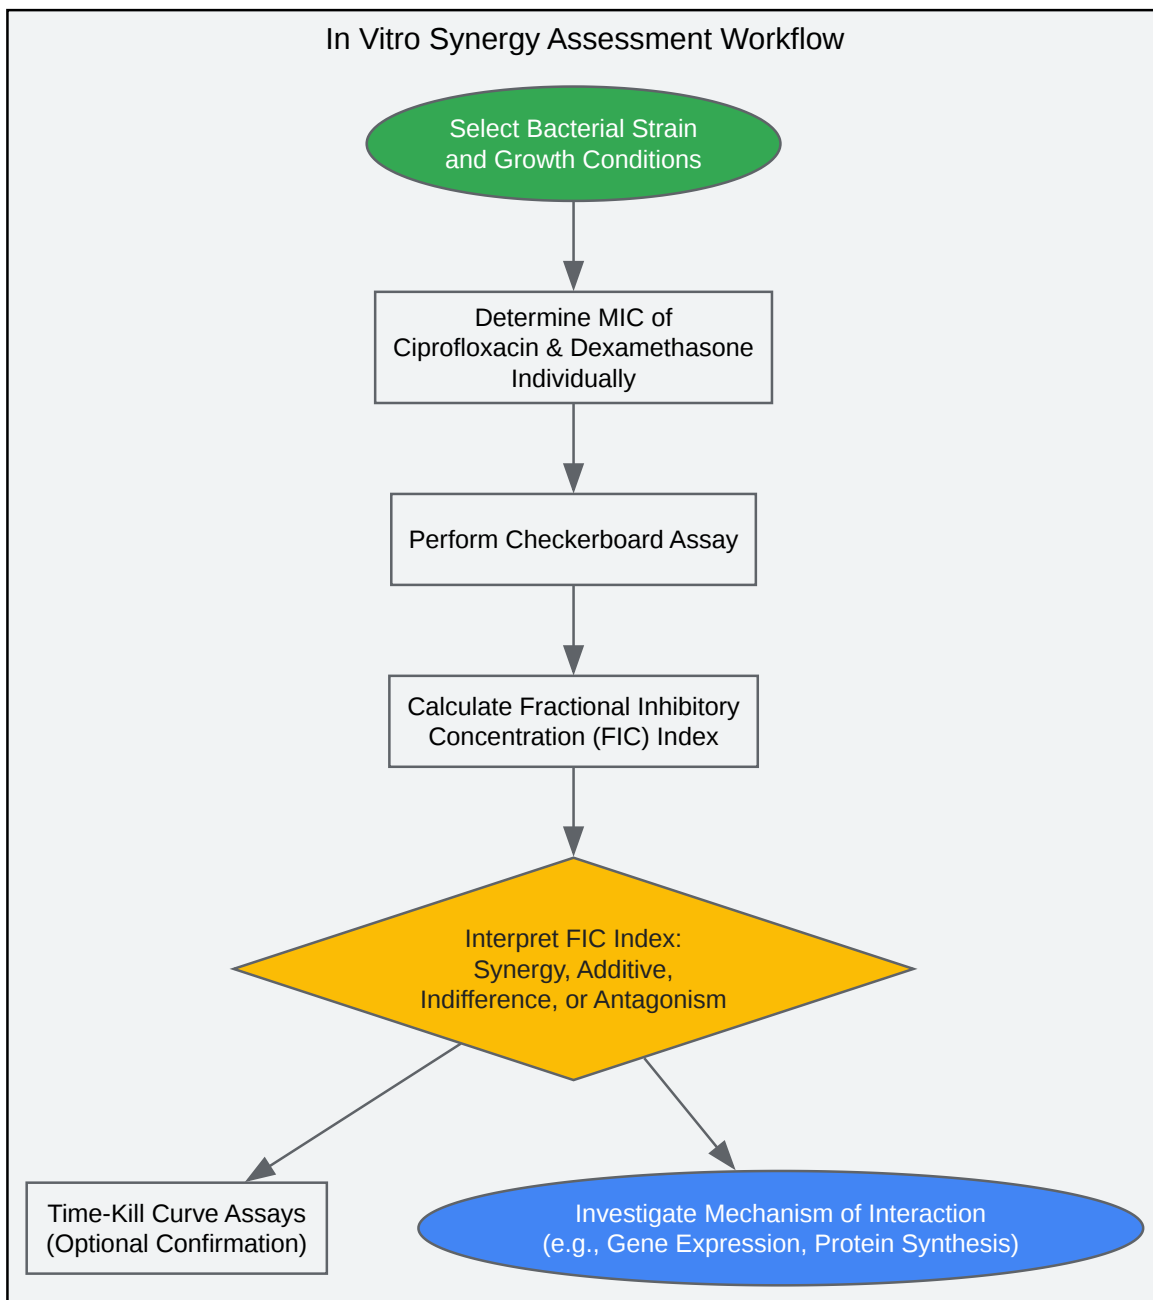 In Vitro Synergy Assessment Workflow
Select Bacterial Strain
and Growth Conditions
Determine MIC of
Ciprofloxacin & Dexamethasone
Individually
Perform Checkerboard Assay
Calculate Fractional Inhibitory
Concentration (FIC) Index
Interpret FIC Index:
Synergy, Additive,
Indifference, or Antagonism
Time-Kill Curve Assays
(Optional Confirmation)
Investigate Mechanism of Interaction
(e.g., Gene Expression, Protein Synthesis)